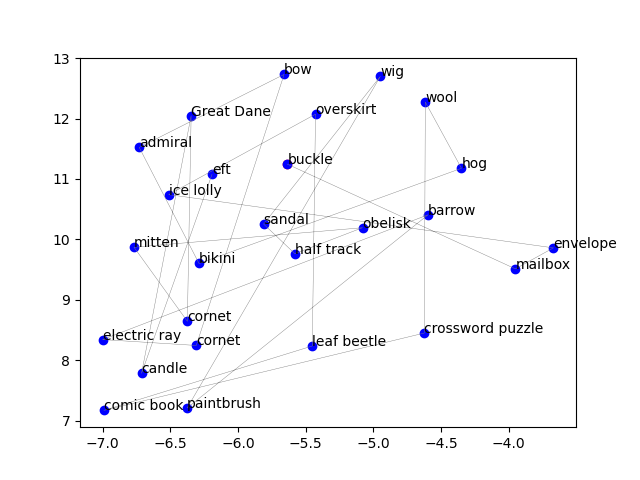 13
bow
wig
wool
12
Great Dane
overskirt
admiral
11
buckle
hog
eft
ice lolly
10
sandal
obelisk
barrow
mitten
half track
envelope
bikini
mailbox
9
cornet
electric ray
cornet
leaf beetle
crossword puzzle
8
candle
comic book
paintbrush
7
−7.0 −6.5 −6.0 −5.5 −5.0 −4.5 −4.0